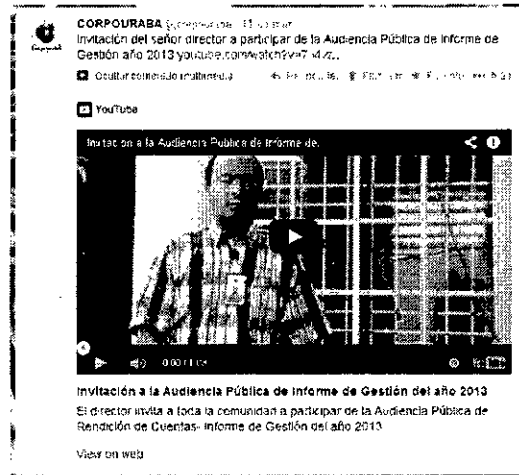 CORPOURABA
Invitación del señor director a participar de la Audiencia Pública de Informe de
Gestión año 2013
Ocultar contenido multimedia
YouTube
Invitación a la Audiencia Pública de Informe de.
Invitación a la Audiencia Pública de Informe de Gestión del año 2013
El director invita a toda la comunidad a participar de la Audiencia Pública de
Rendición de Cuentas- Informe de Gestión del año 2013
View on web